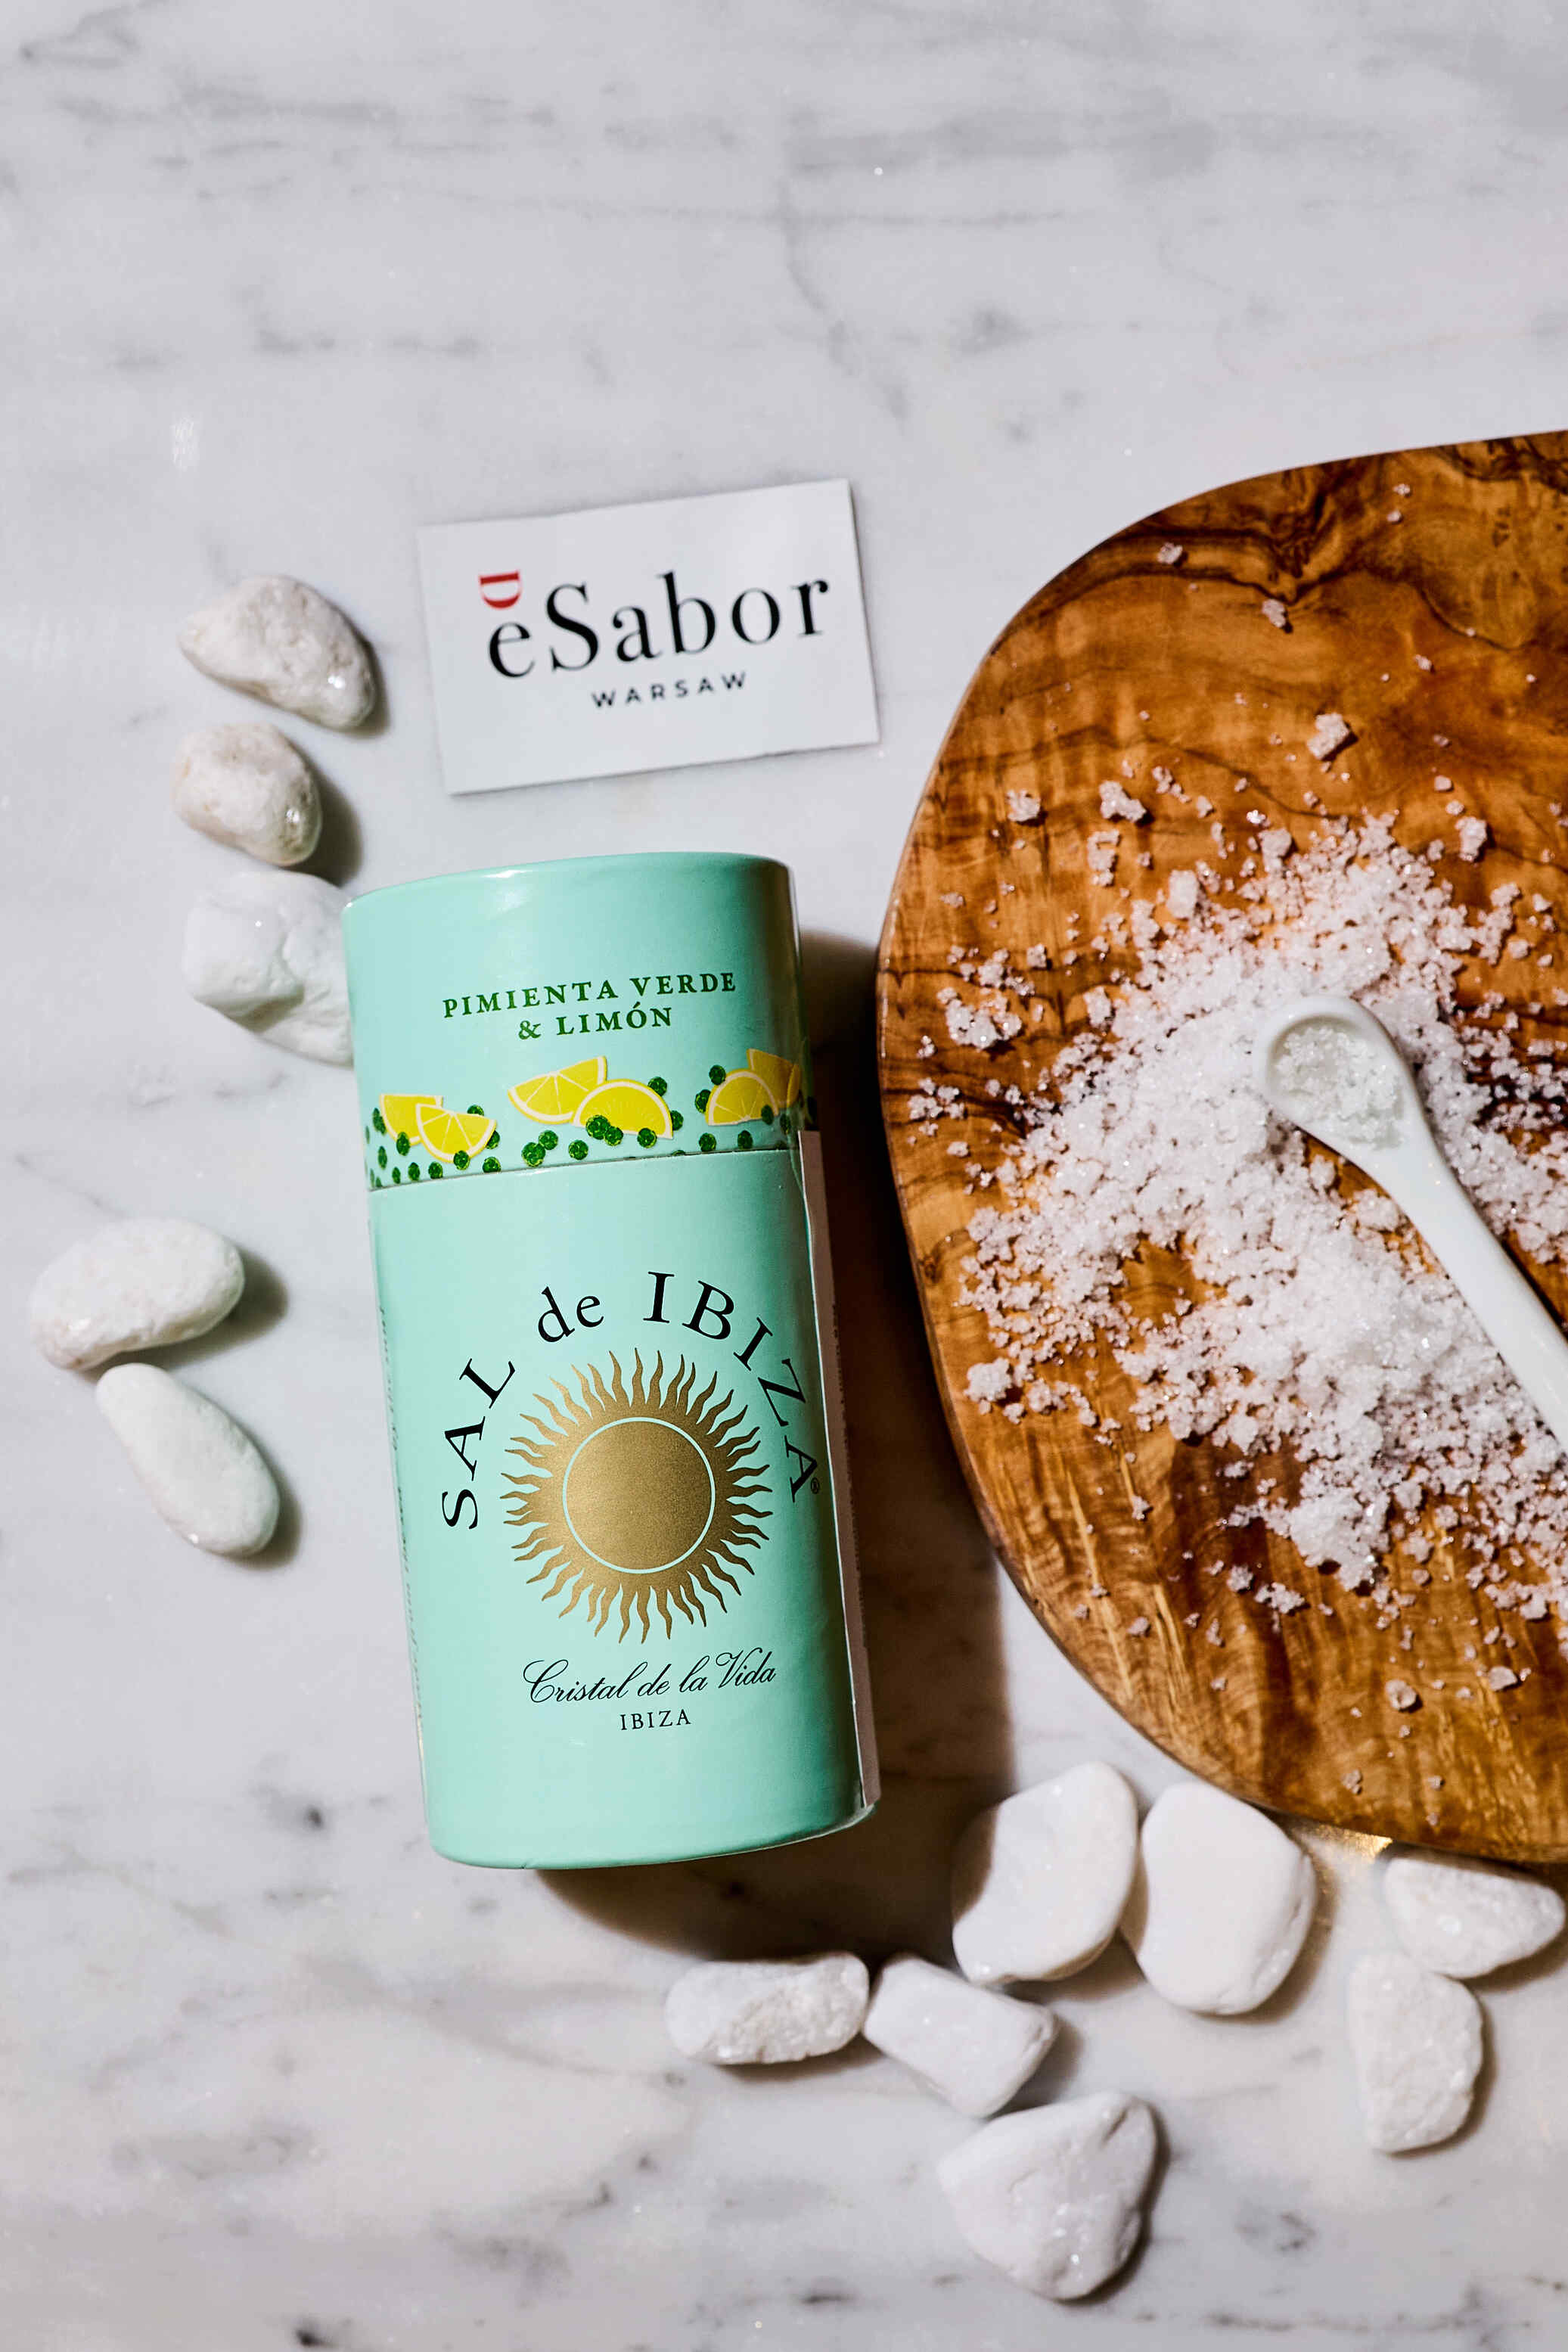 DeSabor
WARSAW
PIMIENTA VERDE
& LIMÓN
SAL de IBIZA®
Cristal de la Vida
IBIZA